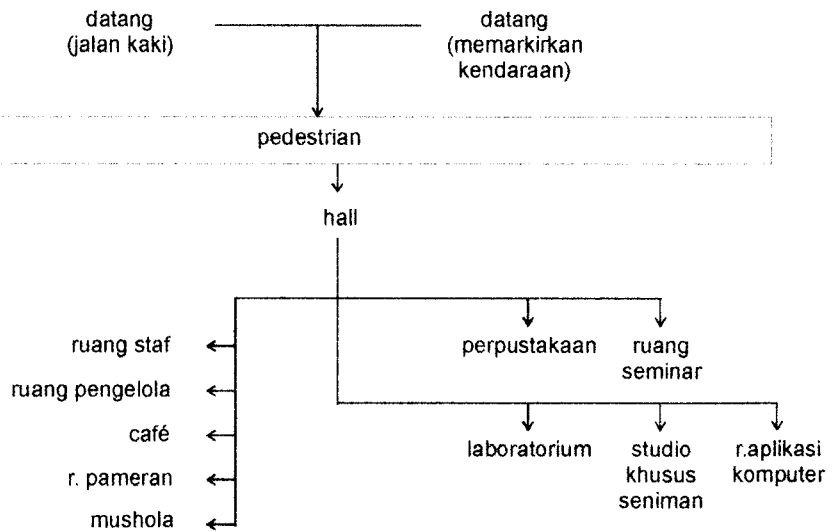 datang
(jalan kaki)
datang
(memarkirkan
kendaraan)
pedestrian
hall
ruang staf
ruang pengelola
café
r. pameran
mushola
perpustakaan
ruang
seminar
laboratorium
studio
khusus
seniman
r.aplikasi
komputer